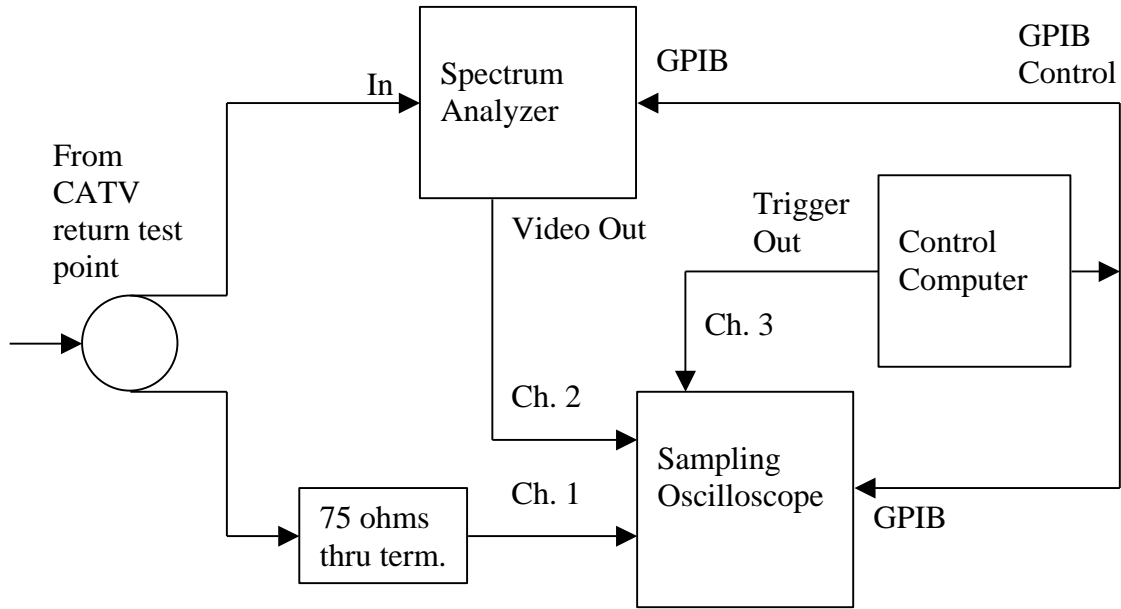 GPIB
Control
GPIB
Spectrum
Analyzer
In
From
CATV
return test
point
Video Out
Trigger
Out
Control
Computer
Ch. 3
Ch. 2
Sampling
Oscilloscope
Ch. 1
75 ohms
thru term.
GPIB